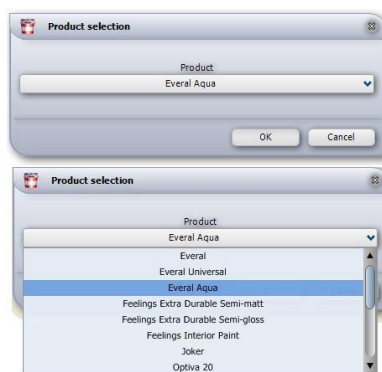 Product selection
Product
Everal Aqua
OK Cancel
Product selection
Product
Everal Aqua
Everal
Everal Universal
Everal Aqua
Feelings Extra Durable Semi-matt
Feelings Extra Durable Semi-gloss
Feelings Interior Paint
Joker
Optiva 20